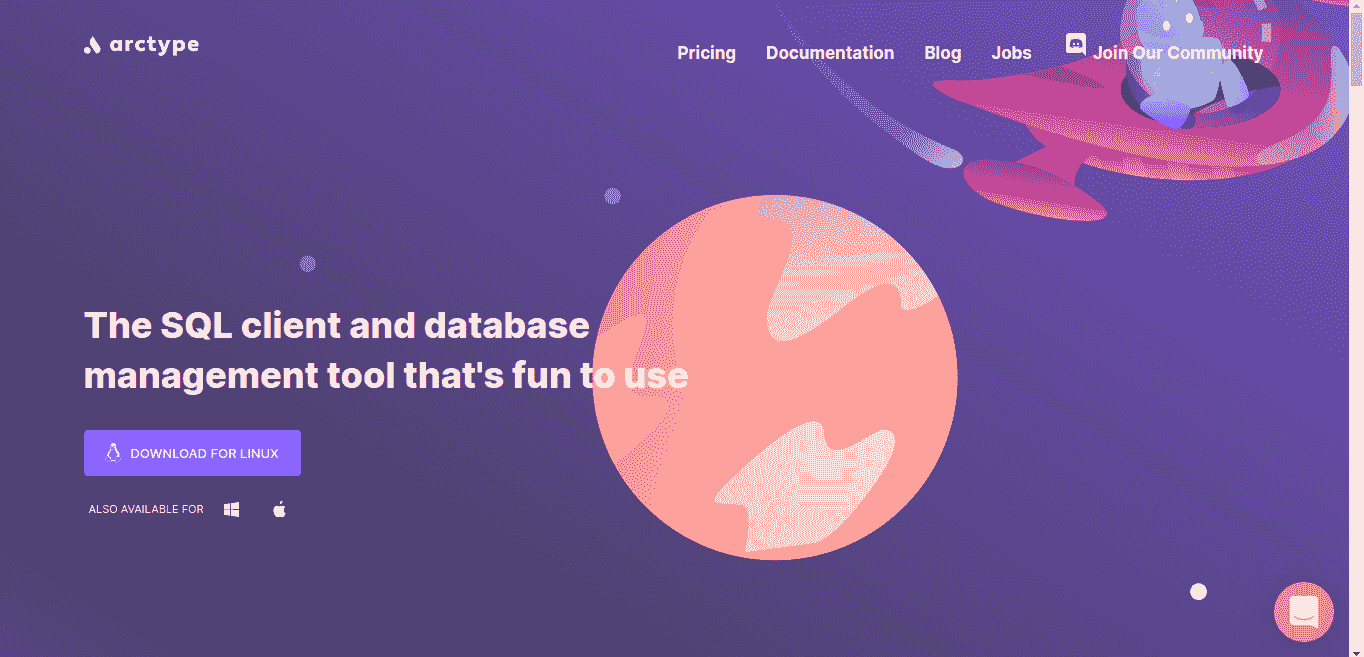 arctype
Pricing Documentation Blog Jobs Join Our Community
The SQL client and database
management tool that's fun to use
DOWNLOAD FOR LINUX
ALSO AVAILABLE FOR